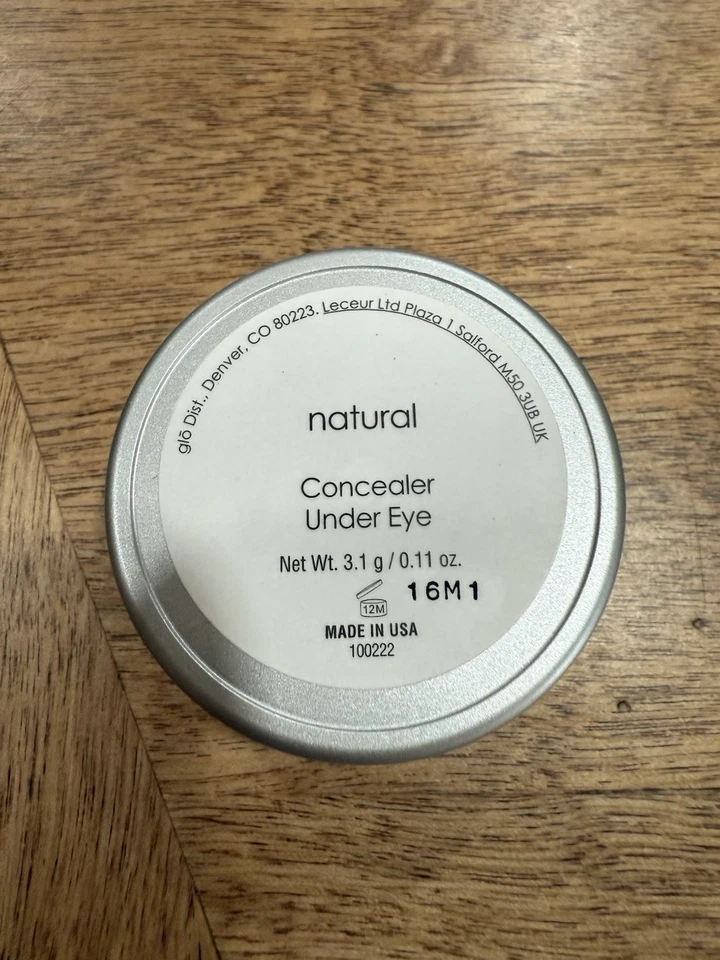 glō Dist., Denver, CO 80223. Leceur Ltd Plaza 1 Salford M50 3UB UK
natural
Concealer
Under Eye
Net Wt. 3.1 g / 0.11 oz.
12M 16M1
MADE IN USA
100222